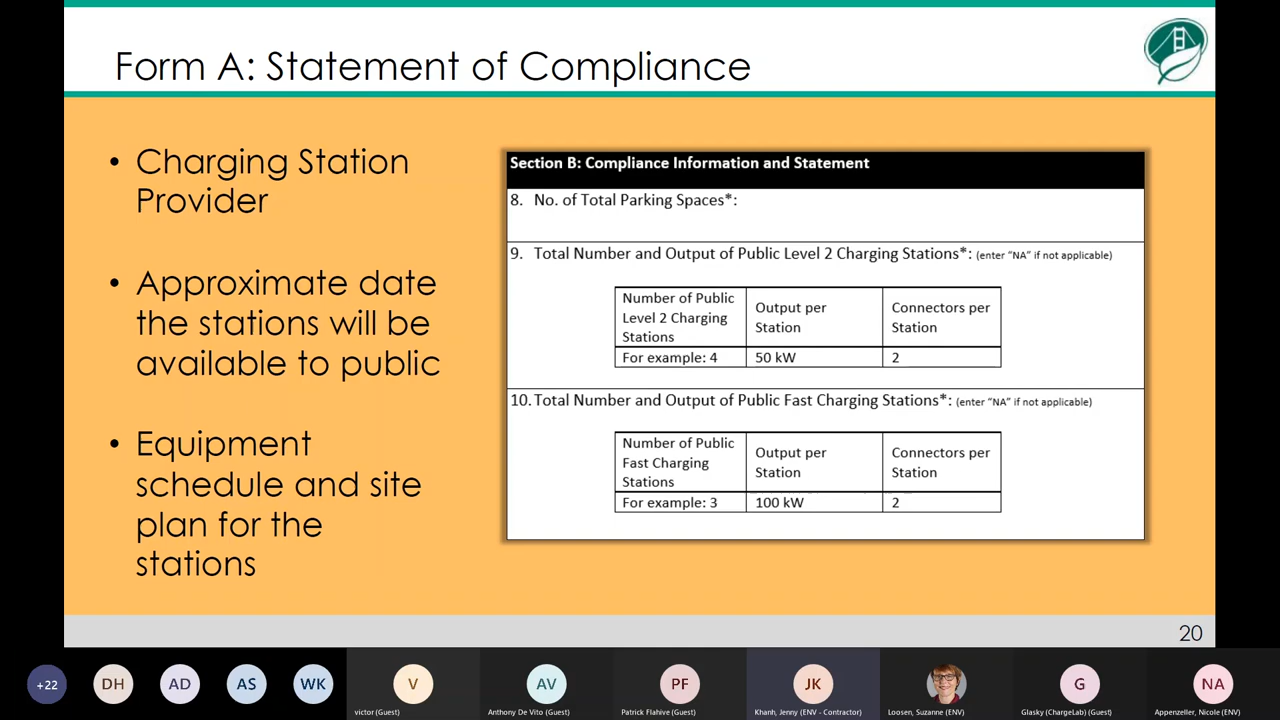 Form A: Statement of Compliance
• Charging Station
Provider
• Approximate date
the stations will be
available to public
• Equipment
schedule and site
plan for the
stations
Section B: Compliance Information and Statement
8. No. of Total Parking Spaces*:
9. Total Number and Output of Public Level 2 Charging Stations*: (enter “NA” if not applicable)
Number of Public
Level 2 Charging
Stations
Output per
Station
Connectors per
Station
For example: 4
50 kW
2
10. Total Number and Output of Public Fast Charging Stations*: (enter “NA” if not applicable)
Number of Public
Fast Charging
Stations
Output per
Station
Connectors per
Station
For example: 3
100 kW
2
20
+22
DH
AD
AS
WK
V
AV
PF
JK
G
NA
victor (Guest)
Anthony De Vito (Guest)
Patrick Flahive (Guest)
Khanh, Jenny (ENV - Contractor)
Loosen, Suzanne (ENV)
Glasky (ChargeLab) (Guest)
Appenzeller, Nicole (ENV)